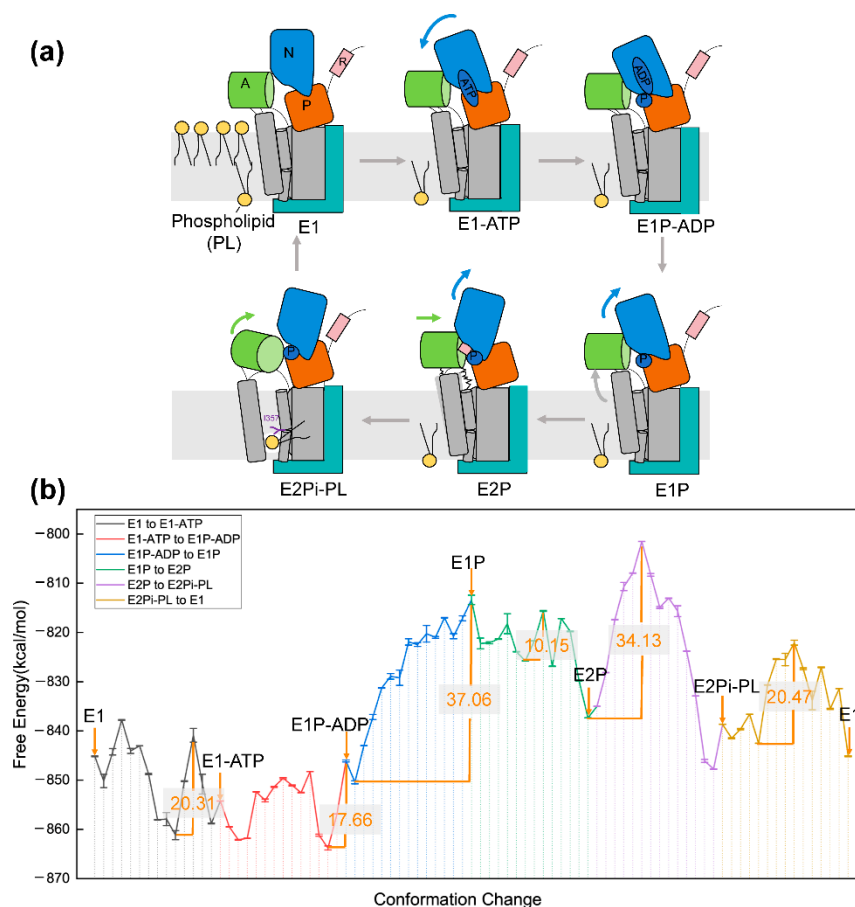 (a)
N
R
A
P
ATP
ADP
P
Phospholipid
(PL)
E1
E1-ATP
E1P-ADP
P
P
P
I357
E2Pi-PL
E2P
E1P
(b)
−800
−810
−820
−830
−840
−850
−860
−870
Free Energy(kcal/mol)
E1 to E1-ATP
E1-ATP to E1P-ADP
E1P-ADP to E1P
E1P to E2P
E2P to E2Pi-PL
E2Pi-PL to E1
E1
20.31
E1-ATP
17.66
E1P-ADP
37.06
E1P
10.15
E2P
34.13
E2Pi-PL
20.47
E1
Conformation Change